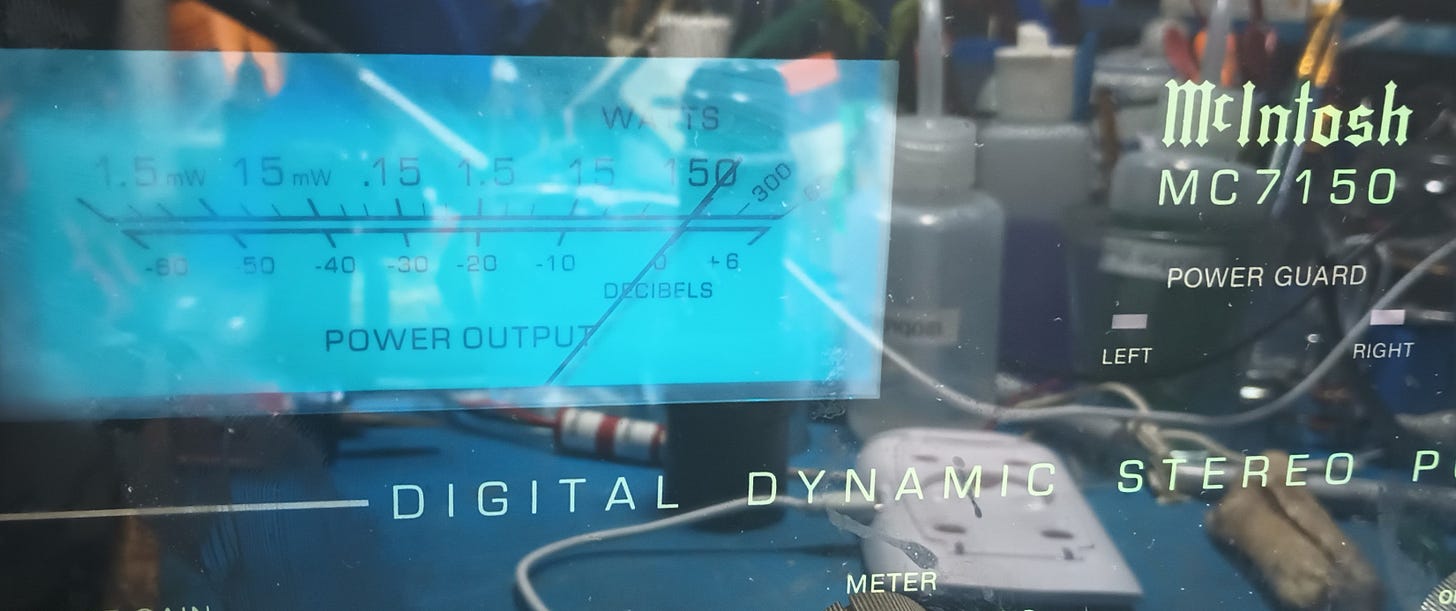 WATTS
1.5mW 15mW .15 1.5 15 150 300
-60 -50 -40 -30 -20 -10 0 +6
DECIBELS
POWER OUTPUT
McIntosh
MC7150
POWER GUARD
LEFT RIGHT
DIGITAL DYNAMIC STEREO
METER
GAIN